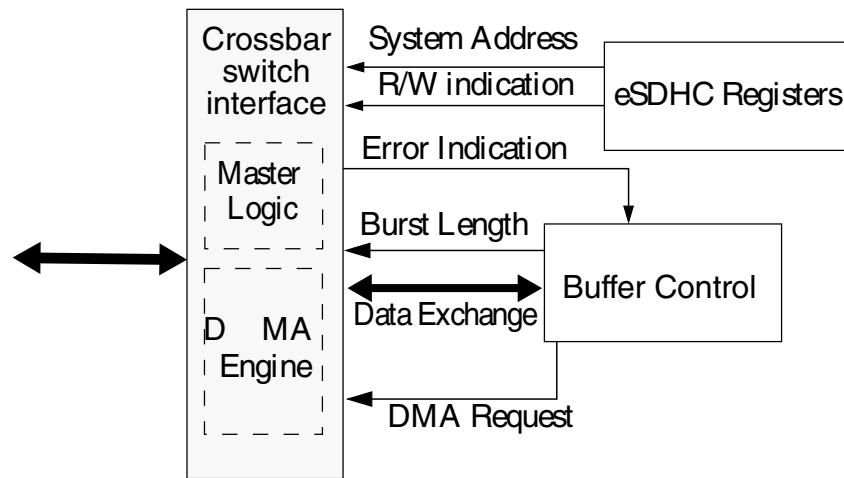 Crossbar
switch
interface
System Address
R/W indication
eSDHC Registers
Error Indication
Master
Logic
Burst Length
Buffer Control
Data Exchange
D MA
Engine
DMA Request